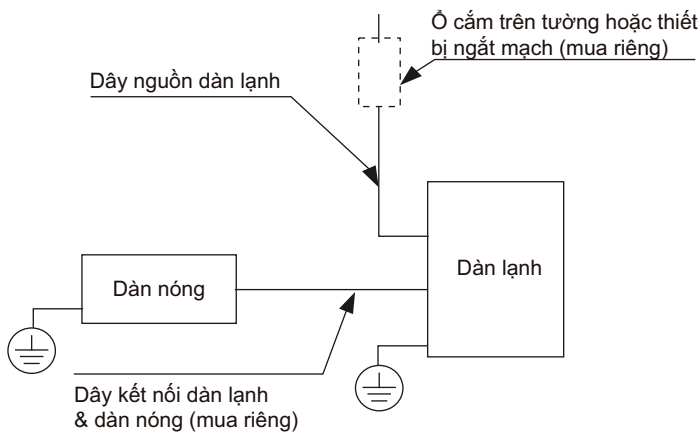 Ổ cắm trên tường hoặc thiết
bị ngắt mạch (mua riêng)
Dây nguồn dàn lạnh
Dàn lạnh
Dàn nóng
Dây kết nối dàn lạnh
& dàn nóng (mua riêng)